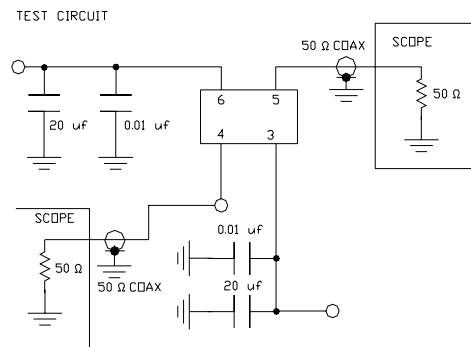 TEST CIRCUIT
50 Ω COAX
SCOPE
50 Ω
6 5
4 3
20 uf
0.01 uf
SCOPE
50 Ω
50 Ω COAX
0.01 uf
20 uf